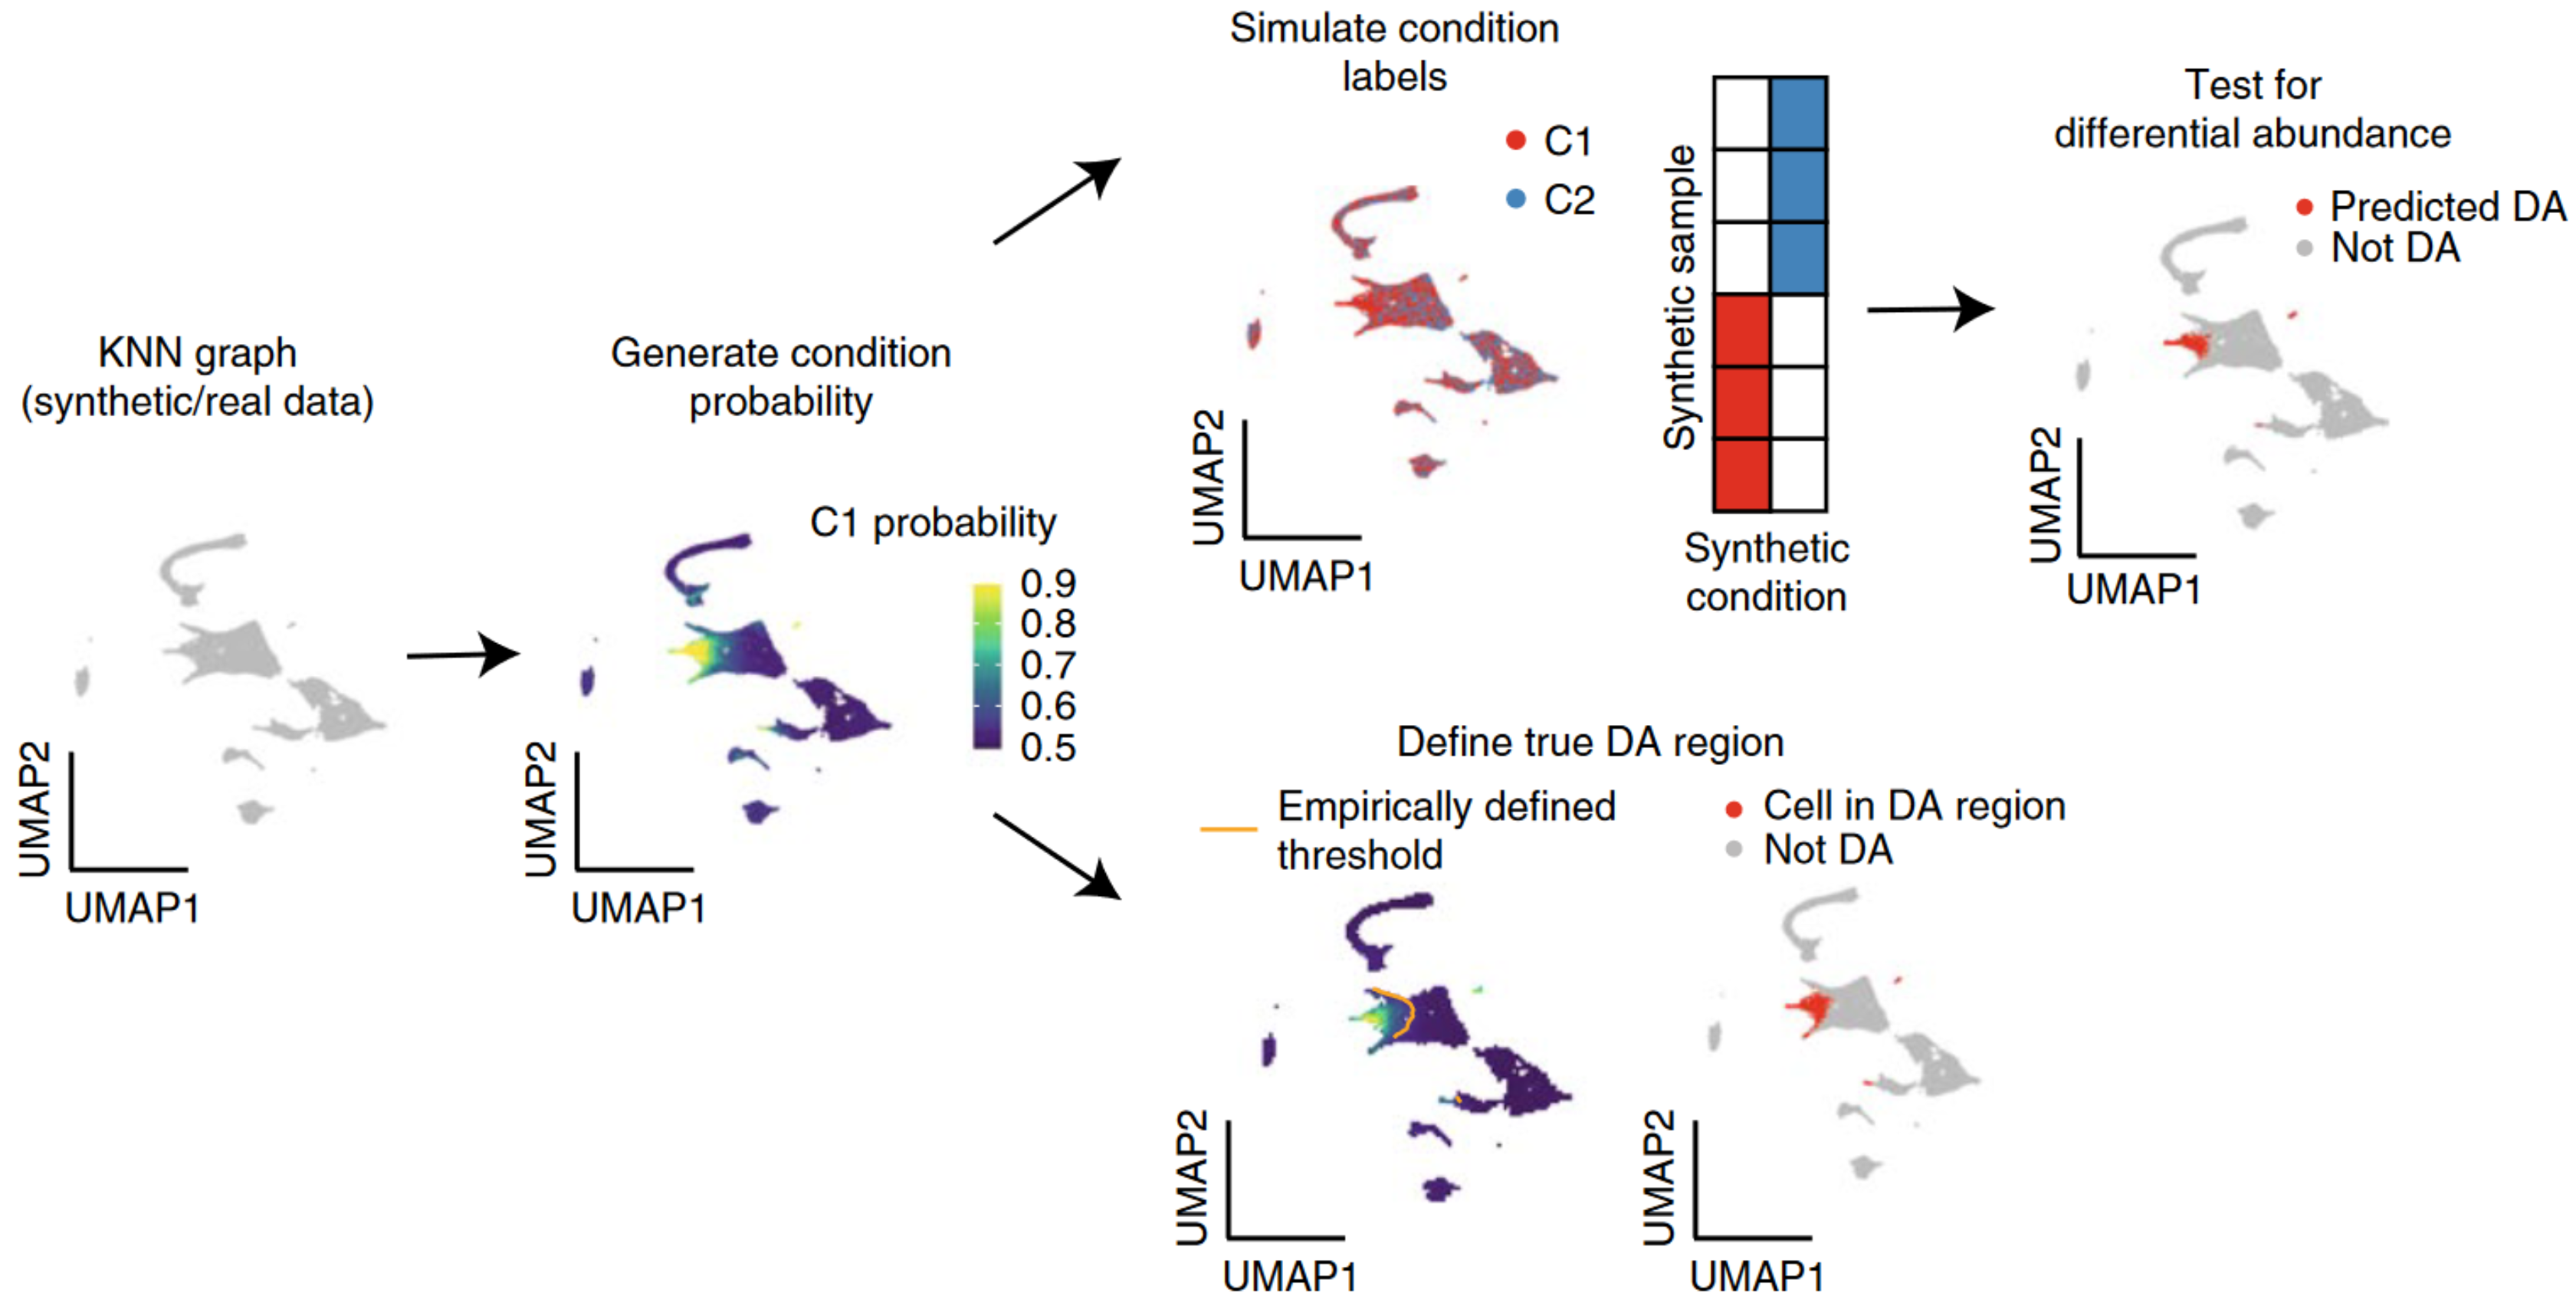 KNN graph
(synthetic/real data)
UMAP2
UMAP1
Generate condition
probability
C1 probability
0.9
0.8
0.7
0.6
0.5
UMAP2
UMAP1
Simulate condition
labels
C1
C2
UMAP2
UMAP1
Synthetic sample
Synthetic
condition
Test for
differential abundance
Predicted DA
Not DA
UMAP2
UMAP1
Define true DA region
Empirically defined
threshold
Cell in DA region
Not DA
UMAP2
UMAP1
UMAP2
UMAP1